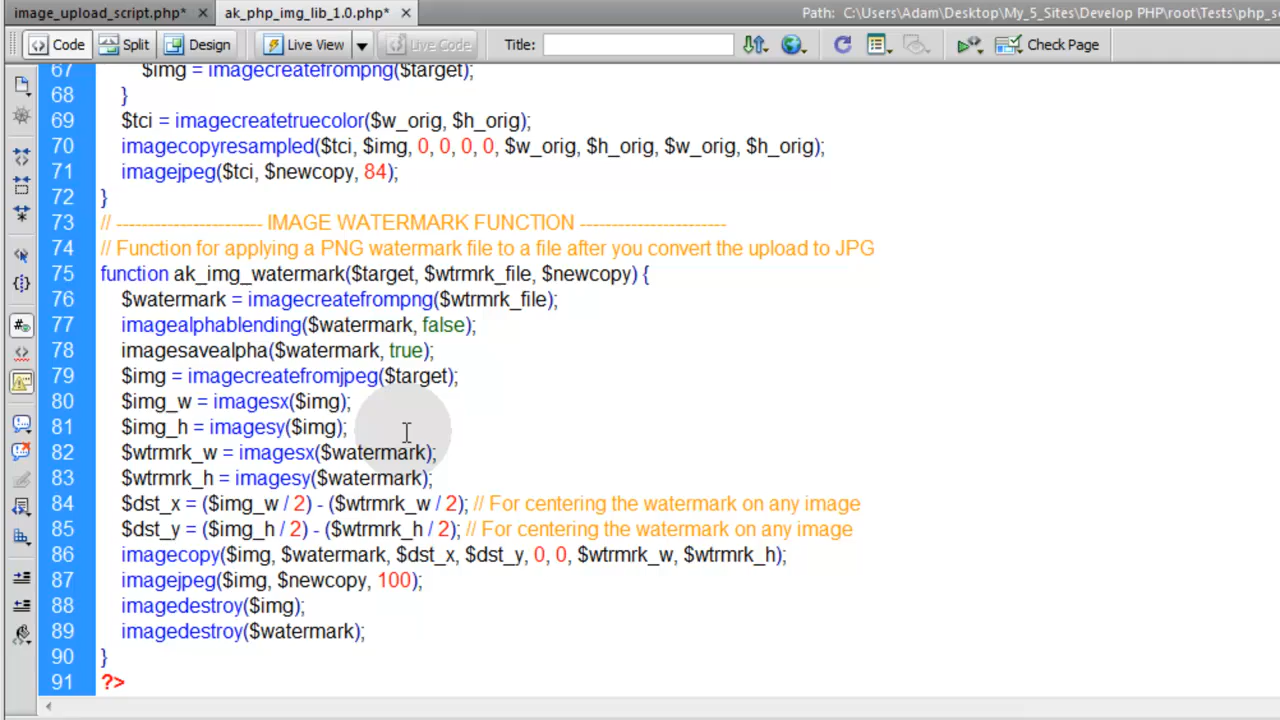 image_upload_script.php*
ak_php_img_lib_1.0.php*
Path: C:\Users\Adam\Desktop\My_5_Sites\Develop PHP\root\Tests\php_s
Code Split Design Live View Live Code Title: Check Page
67 $img = imagecreatefrompng($target);
68 }
69 $tci = imagecreatetruecolor($w_orig, $h_orig);
70 imagecopyresampled($tci, $img, 0, 0, 0, 0, $w_orig, $h_orig, $w_orig, $h_orig);
71 imagejpeg($tci, $newcopy, 84);
72 }
73 // ----------------------- IMAGE WATERMARK FUNCTION -----------------------
74 // Function for applying a PNG watermark file to a file after you convert the upload to JPG
75 function ak_img_watermark($target, $wtrmrk_file, $newcopy) {
76 $watermark = imagecreatefrompng($wtrmrk_file);
77 imagealphablending($watermark, false);
78 imagesavealpha($watermark, true);
79 $img = imagecreatefromjpeg($target);
80 $img_w = imagesx($img);
81 $img_h = imagesy($img);
82 $wtrmrk_w = imagesx($watermark);
83 $wtrmrk_h = imagesy($watermark);
84 $dst_x = ($img_w / 2) - ($wtrmrk_w / 2); // For centering the watermark on any image
85 $dst_y = ($img_h / 2) - ($wtrmrk_h / 2); // For centering the watermark on any image
86 imagecopy($img, $watermark, $dst_x, $dst_y, 0, 0, $wtrmrk_w, $wtrmrk_h);
87 imagejpeg($img, $newcopy, 100);
88 imagedestroy($img);
89 imagedestroy($watermark);
90 }
91 ?>